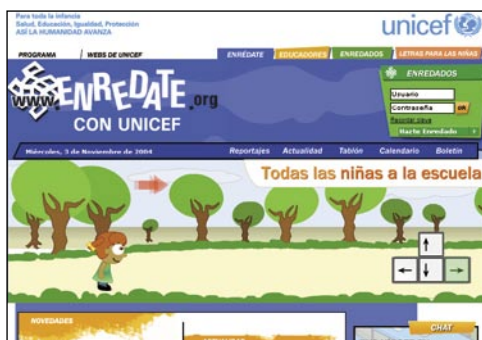 Para toda la infancia
Salud, Educación, Igualdad, Protección
ASÍ LA HUMANIDAD AVANZA
unicef
PROGRAMA
WEBS DE UNICEF
ENRÉDATE
EDUCADORES
ENREDADOS
LETRAS PARA LAS NIÑAS
www.ENREDATE.org
CON UNICEF
ENREDADOS
Usuario
Contraseña
ok
Recordar clave
Hazte Enredado
Miércoles, 3 de Noviembre de 2004
Reportajes
Actualidad
Tablón
Calendario
Boletín
Todas las niñas a la escuela
NOVEDADES
CHAT